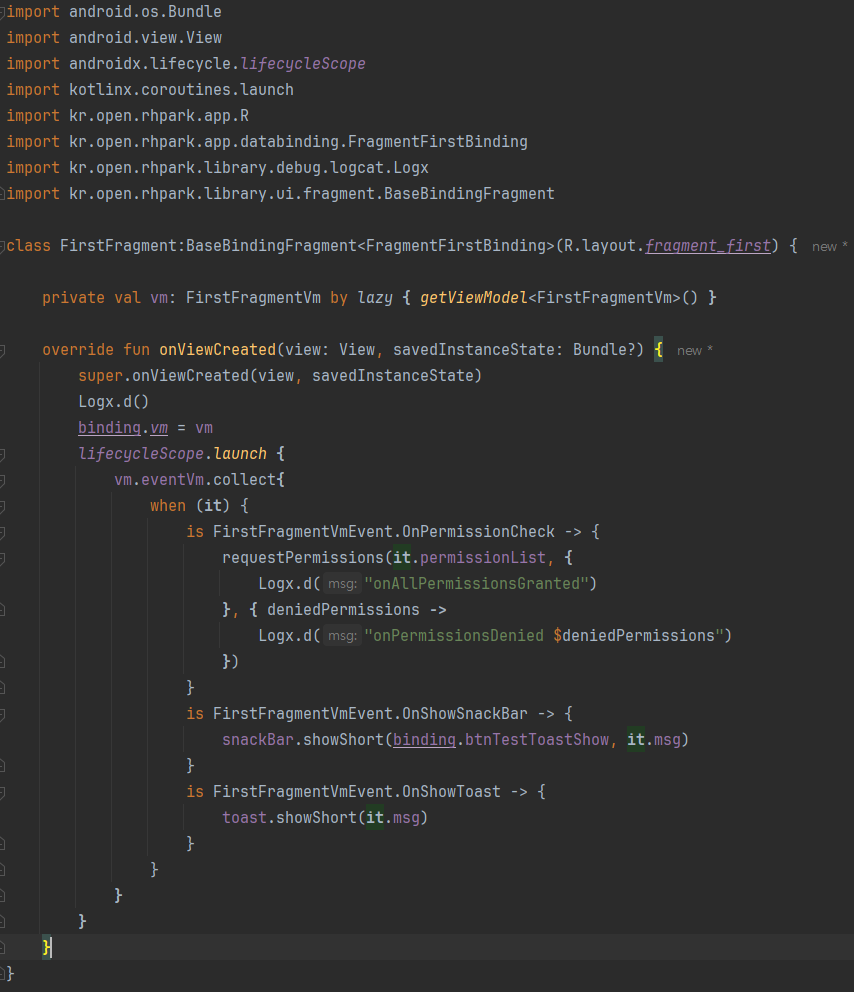 import android.os.Bundle
import android.view.View
import androidx.lifecycle.lifecycleScope
import kotlinx.coroutines.launch
import kr.open.rhpark.app.R
import kr.open.rhpark.app.databinding.FragmentFirstBinding
import kr.open.rhpark.library.debug.logcat.Logx
import kr.open.rhpark.library.ui.fragment.BaseBindingFragment
class FirstFragment:BaseBindingFragment<FragmentFirstBinding>(R.layout.fragment_first) { new *
private val vm: FirstFragmentVm by lazy { getViewModel<FirstFragmentVm>() }
override fun onViewCreated(view: View, savedInstanceState: Bundle?) { new *
super.onViewCreated(view, savedInstanceState)
Logx.d()
binding.vm = vm
lifecycleScope.launch {
vm.eventVm.collect{
when (it) {
is FirstFragmentVmEvent.OnPermissionCheck -> {
requestPermissions(it.permissionList, {
Logx.d( msg: "onAllPermissionsGranted")
}, { deniedPermissions ->
Logx.d( msg: "onPermissionsDenied $deniedPermissions")
})
}
is FirstFragmentVmEvent.OnShowSnackBar -> {
snackBar.showShort(binding.btnTestToastShow, it.msg)
}
is FirstFragmentVmEvent.OnShowToast -> {
toast.showShort(it.msg)
}
}
}
}
}
}